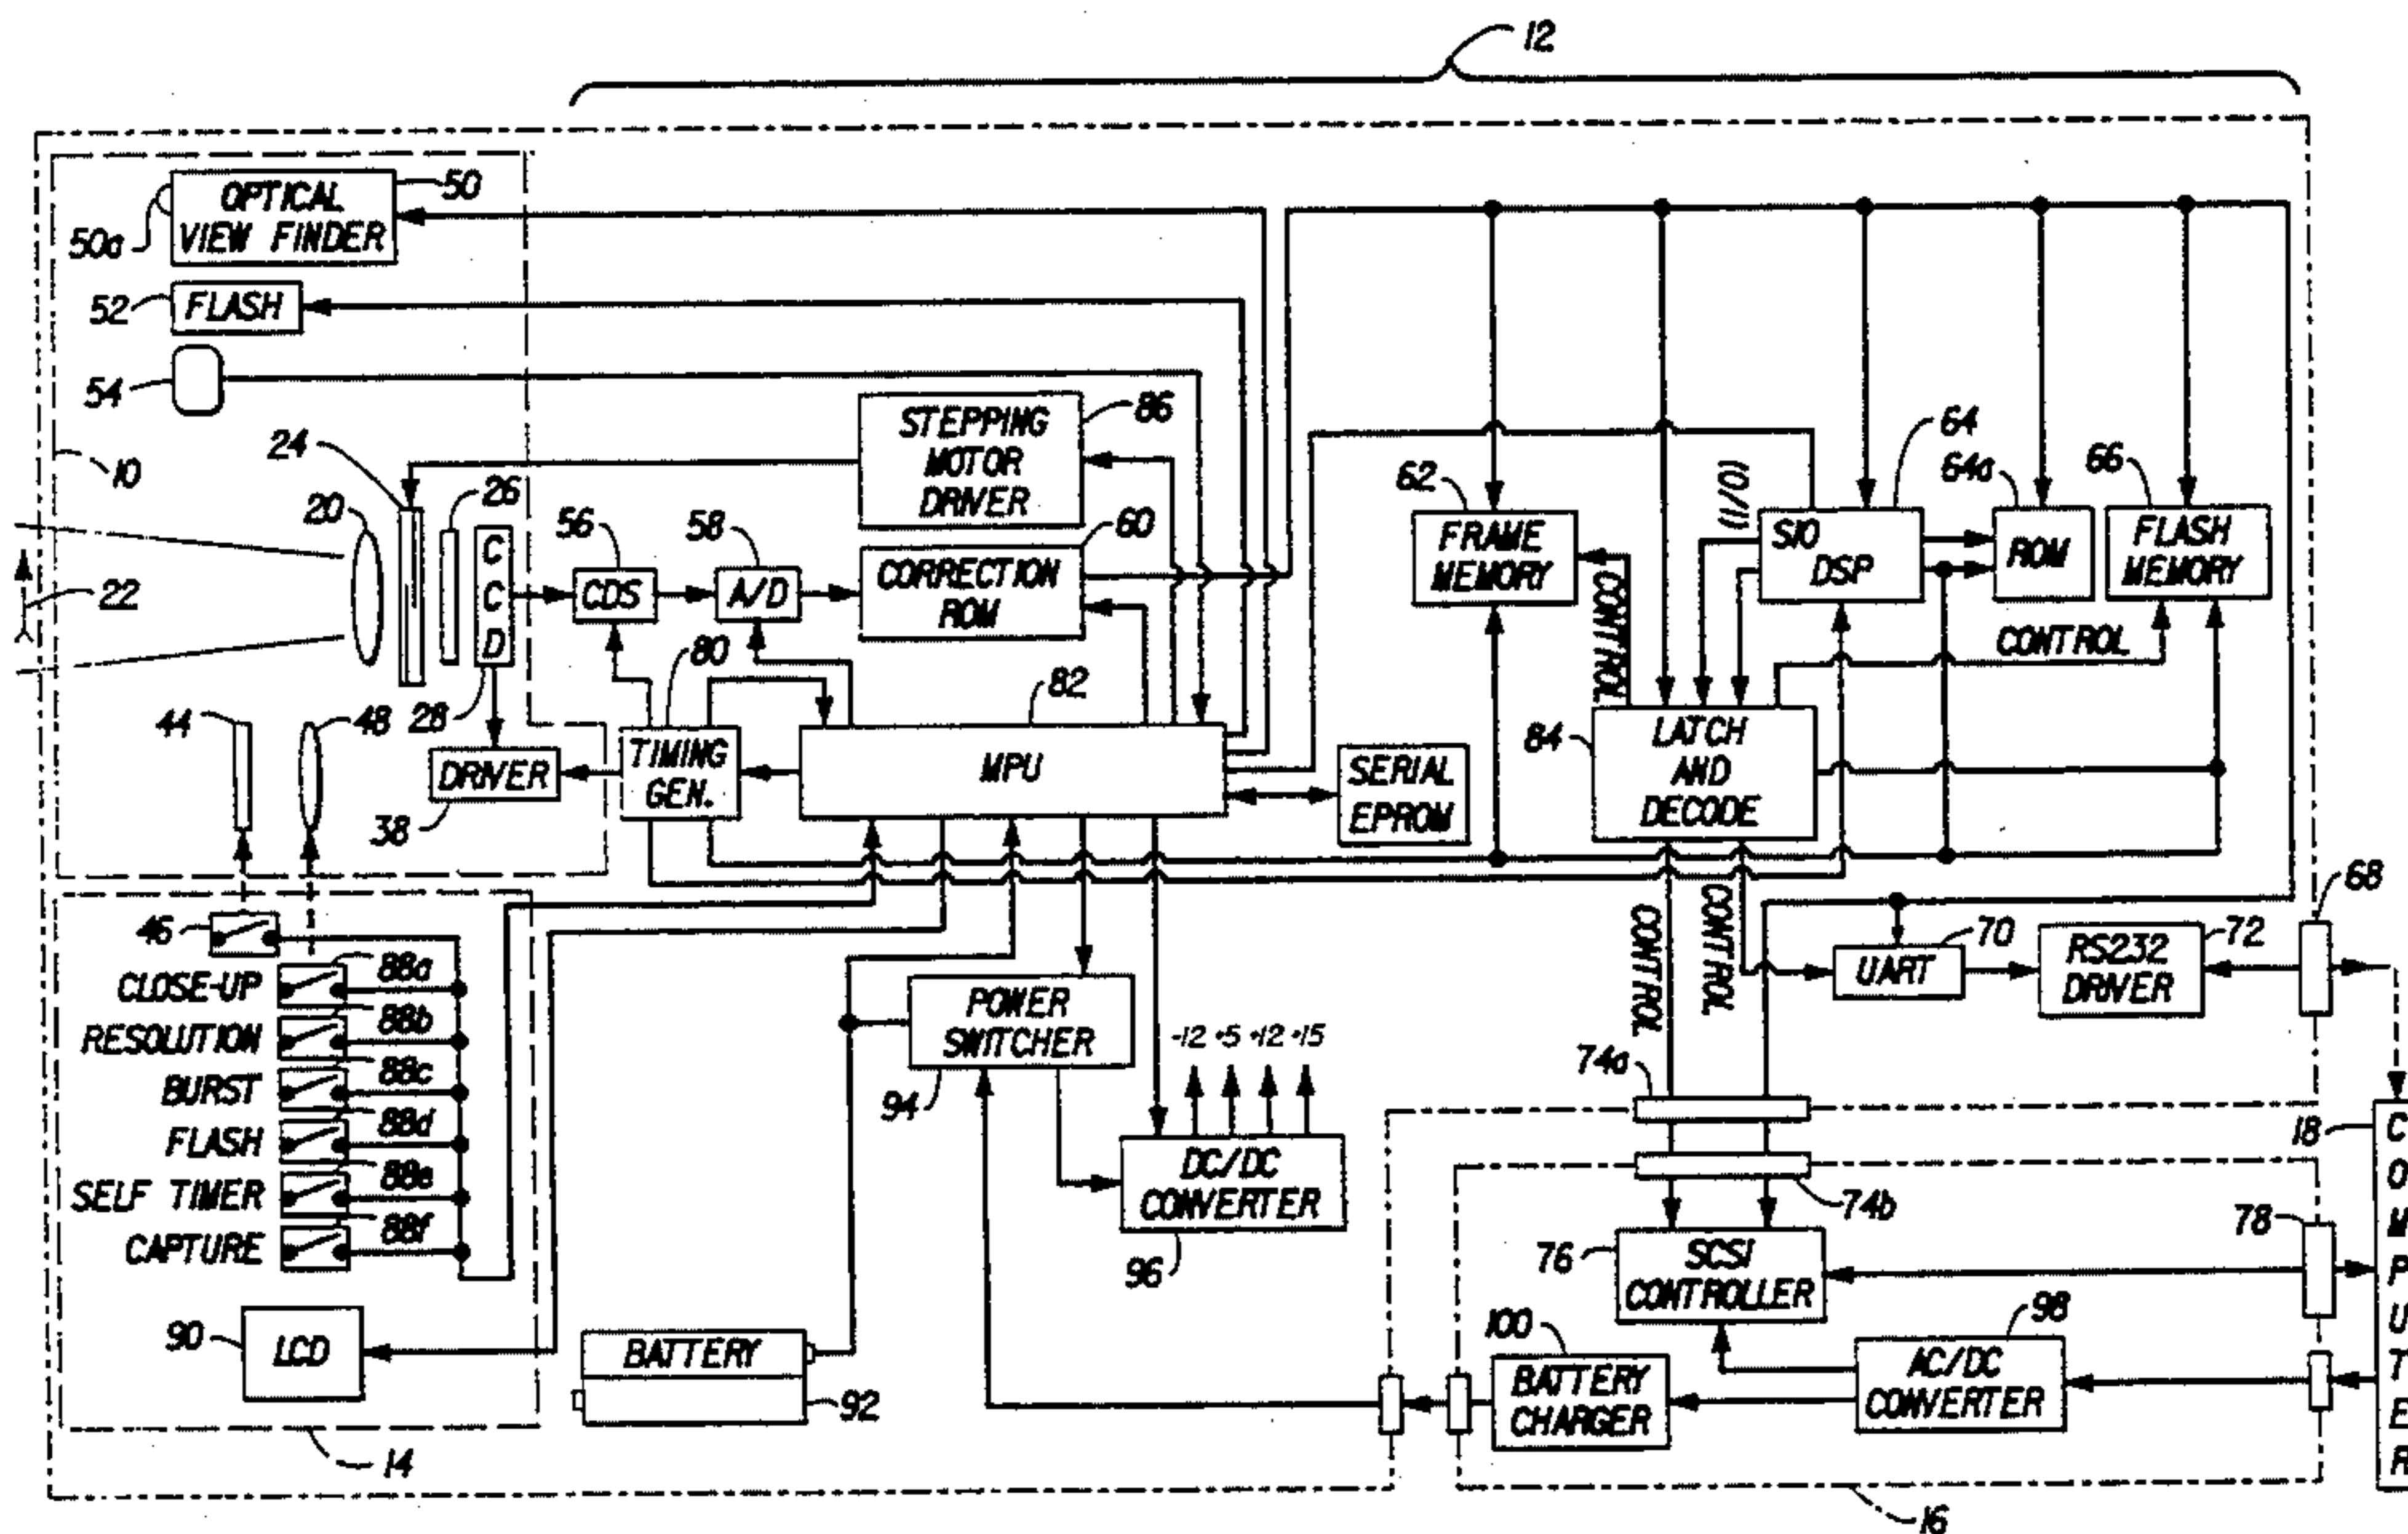 12
50
OPTICAL
VIEW FINDER
50a
52
FLASH
54
STEPPING
MOTOR
DRIVER
86
10
24
26
20
22
C
C
D
28
56
CDS
58
A/D
60
CORRECTION
ROM
62
FRAME
MEMORY
CONTROL
(IO/1)
64
SIO
DSP
64a
ROM
66
FLASH
MEMORY
CONTROL
44
48
DRIVER
38
80
TIMING
GEN.
82
MPU
SERIAL
EPROM
84
LATCH
AND
DECODE
CONTROL
CONTROL
68
70
UART
72
RS232
DRIVER
46
CLOSE-UP
88a
RESOLUTION
88b
BURST
88c
FLASH
88d
SELF TIMER
88e
CAPTURE
88f
90
LCD
14
POWER
SWITCHER
94
-12 +5 +12 +15
DC/DC
CONVERTER
96
BATTERY
92
74a
74b
76
SCSI
CONTROLLER
78
100
BATTERY
CHARGER
98
AC/DC
CONVERTER
16
18
C
O
M
P
U
T
E
R